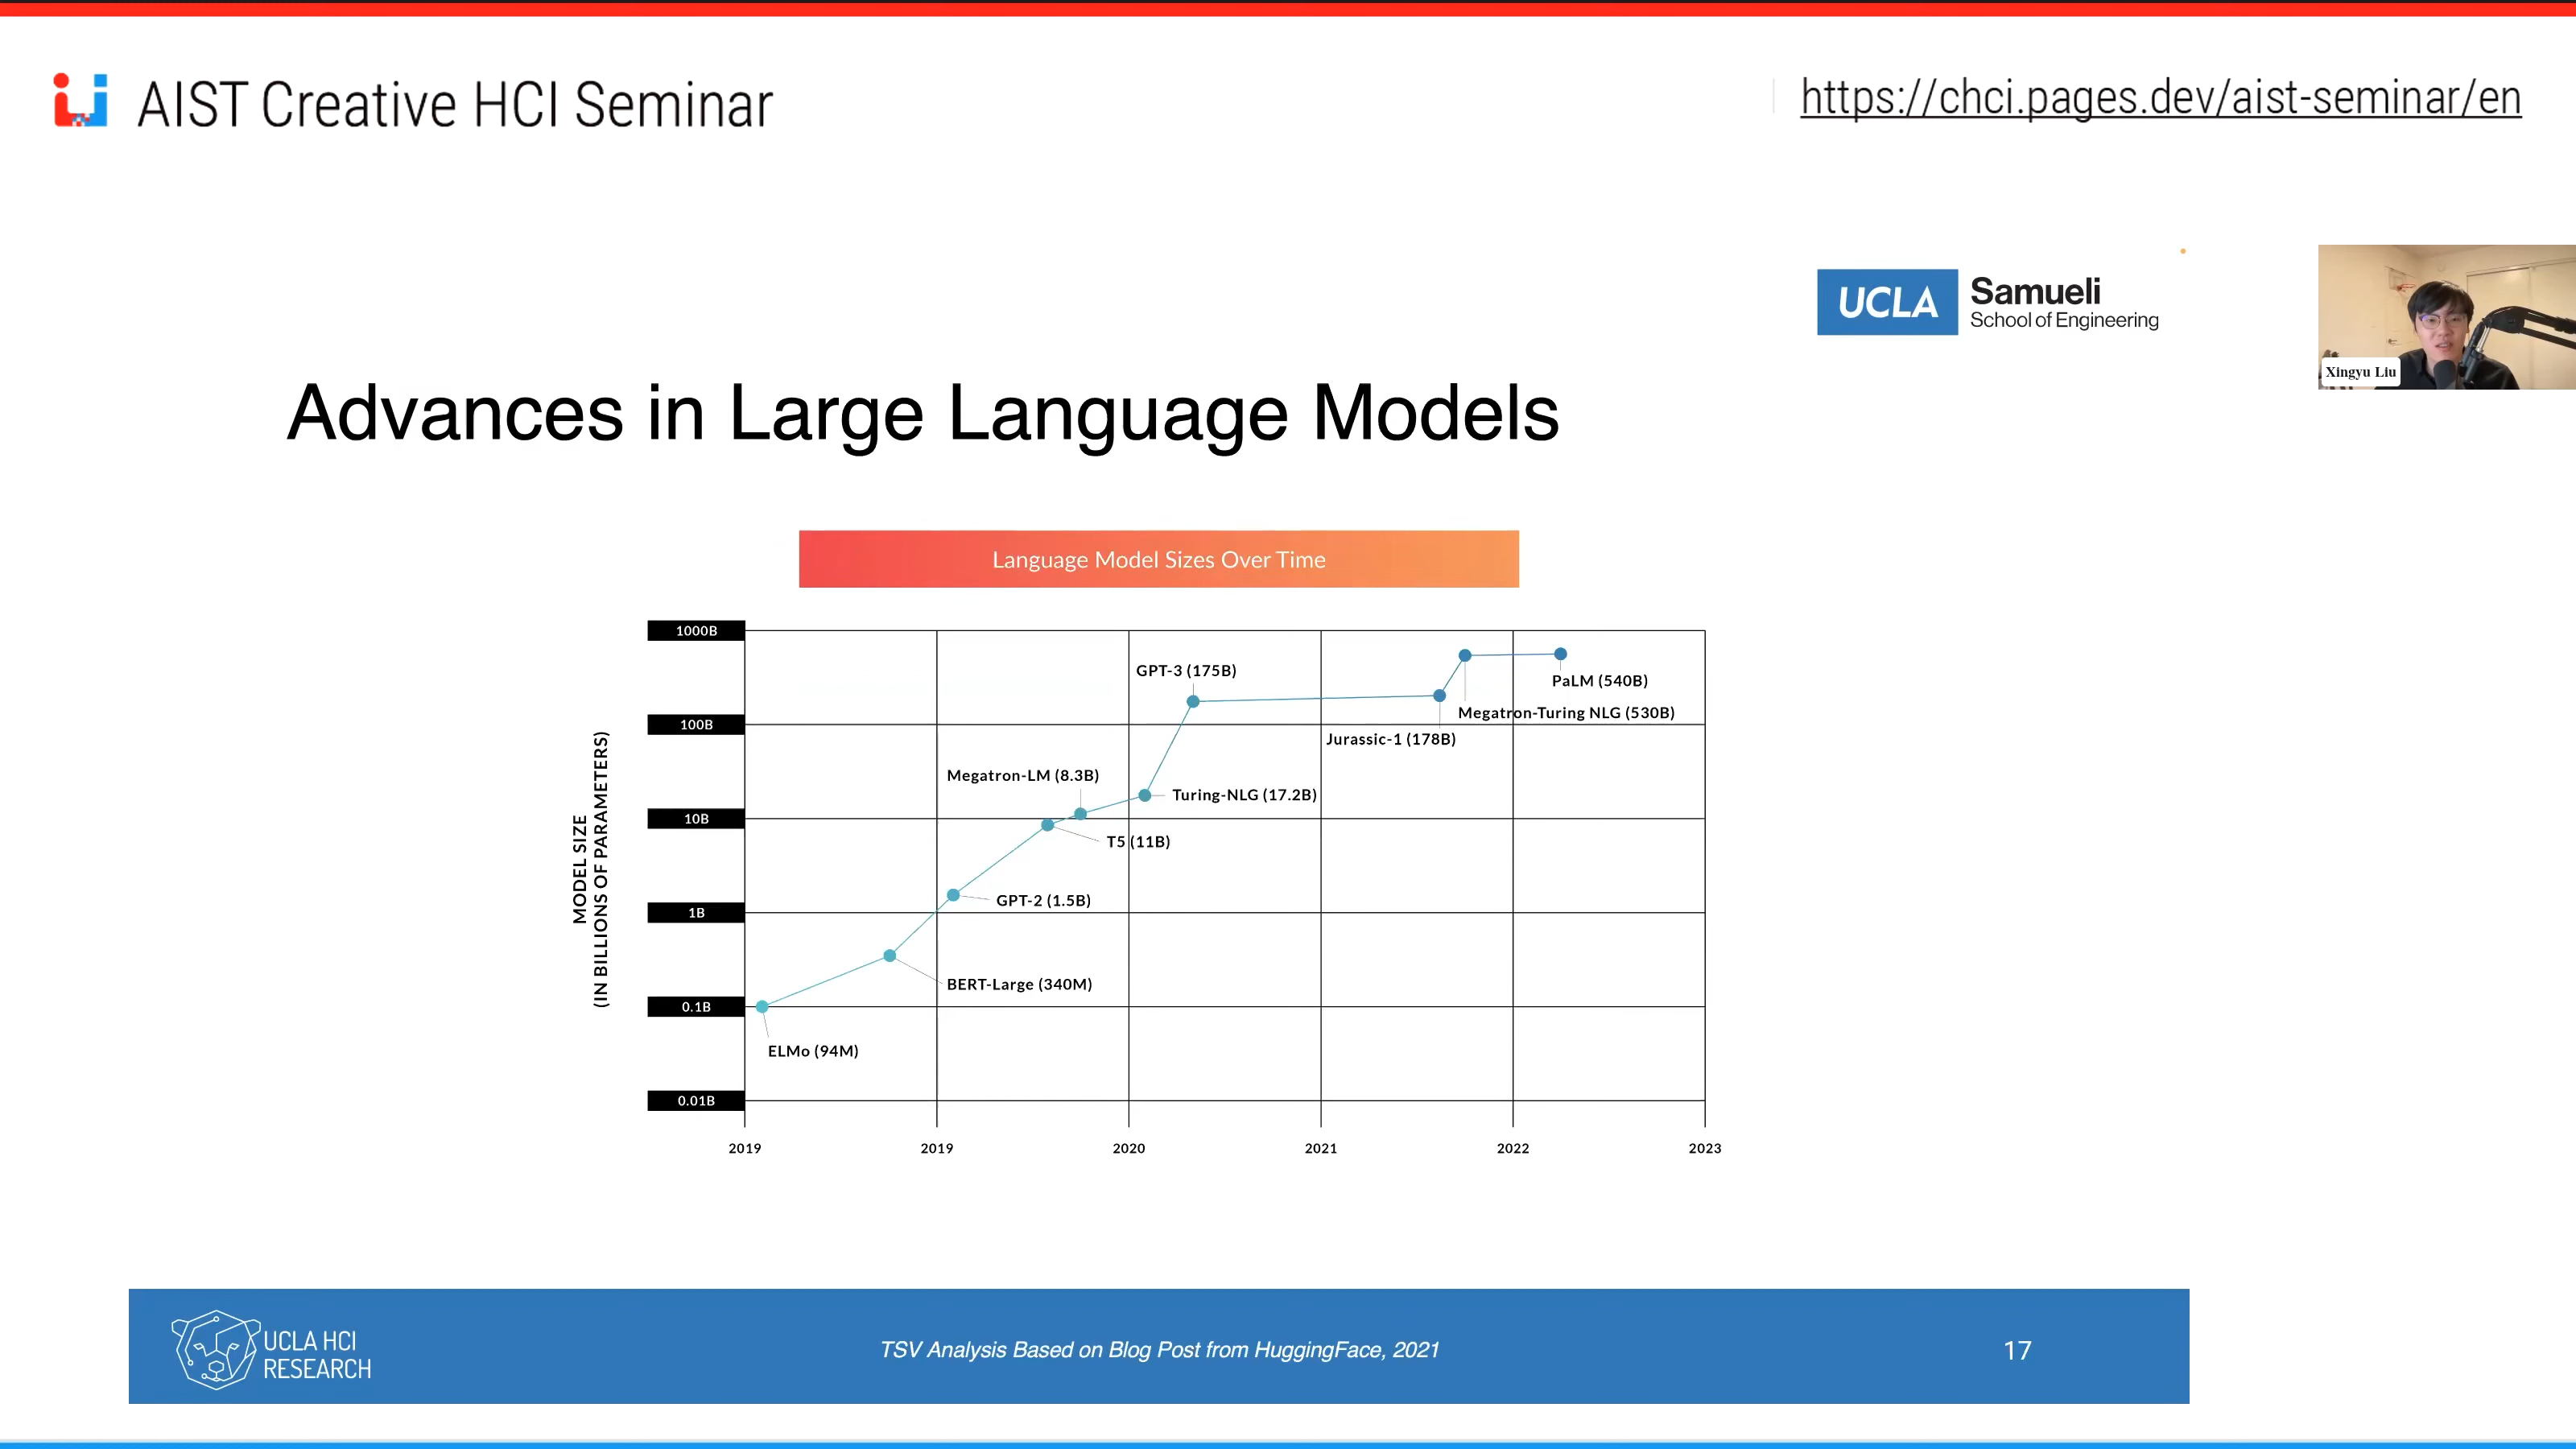 AIST Creative HCI Seminar
https://chci.pages.dev/aist-seminar/en
UCLA
Samueli
School of Engineering
Xingyu Liu
Advances in Large Language Models
Language Model Sizes Over Time
MODEL SIZE
(IN BILLIONS OF PARAMETERS)
1000B
100B
10B
1B
0.1B
0.01B
GPT-3 (175B)
PaLM (540B)
Megatron-Turing NLG (530B)
Jurassic-1 (178B)
Megatron-LM (8.3B)
Turing-NLG (17.2B)
T5 (11B)
GPT-2 (1.5B)
BERT-Large (340M)
ELMo (94M)
2019
2019
2020
2021
2022
2023
UCLA HCI
RESEARCH
TSV Analysis Based on Blog Post from HuggingFace, 2021
17